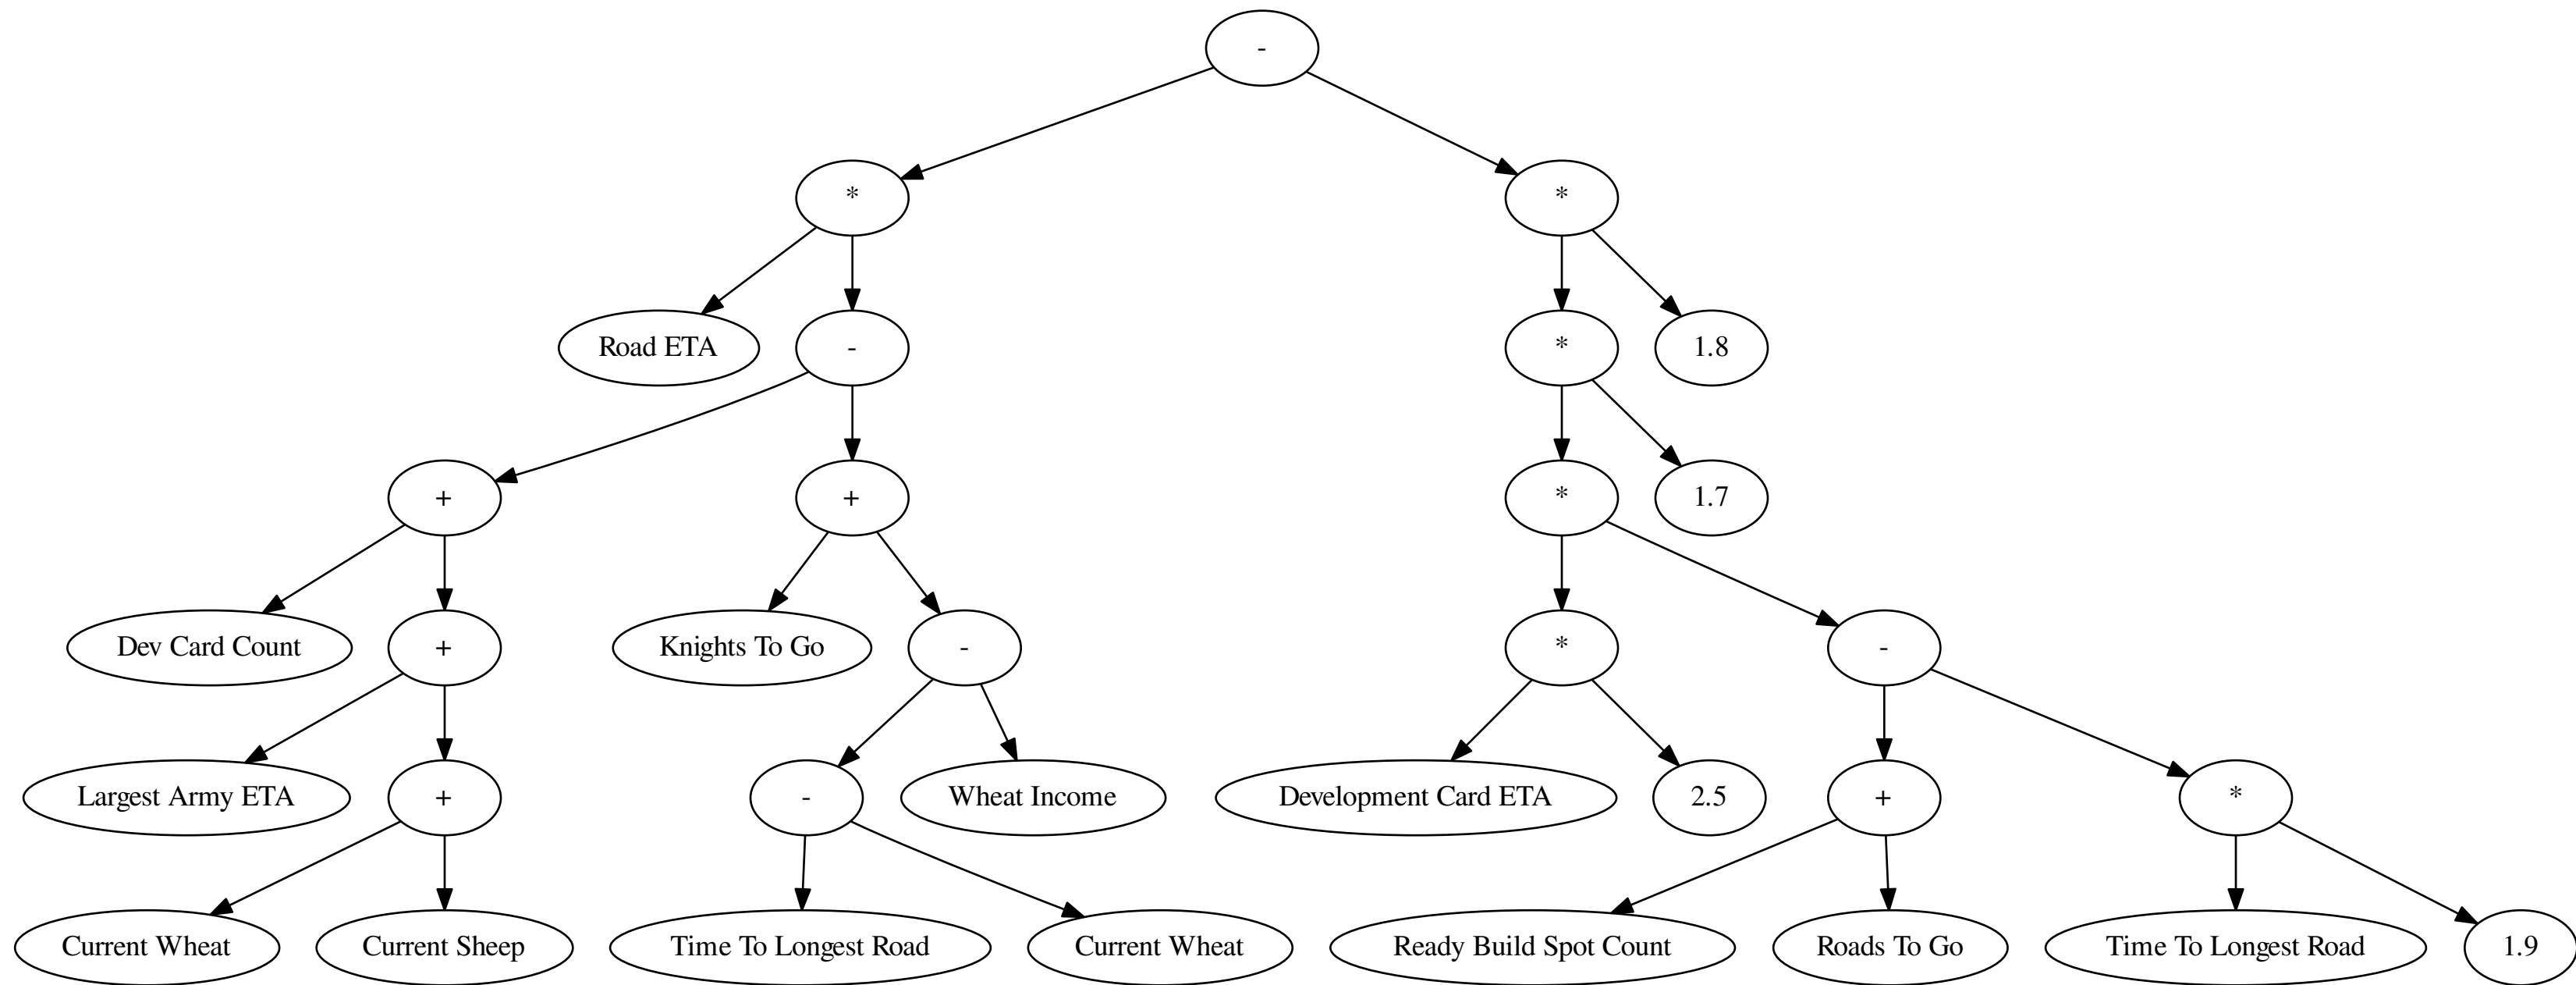 -
*
*
Road ETA
-
*
1.8
+
+
*
1.7
Dev Card Count
+
Knights To Go
-
*
-
Largest Army ETA
+
-
Wheat Income
Development Card ETA
2.5
+
*
Current Wheat
Current Sheep
Time To Longest Road
Current Wheat
Ready Build Spot Count
Roads To Go
Time To Longest Road
1.9